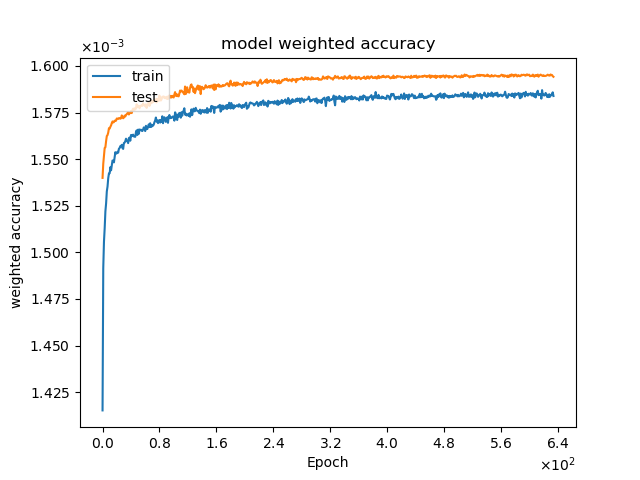 model weighted accuracy
×10⁻³
train
test
1.600
1.575
1.550
1.525
1.500
1.475
1.450
1.425
weighted accuracy
0.0 0.8 1.6 2.4 3.2 4.0 4.8 5.6 6.4
Epoch
×10²